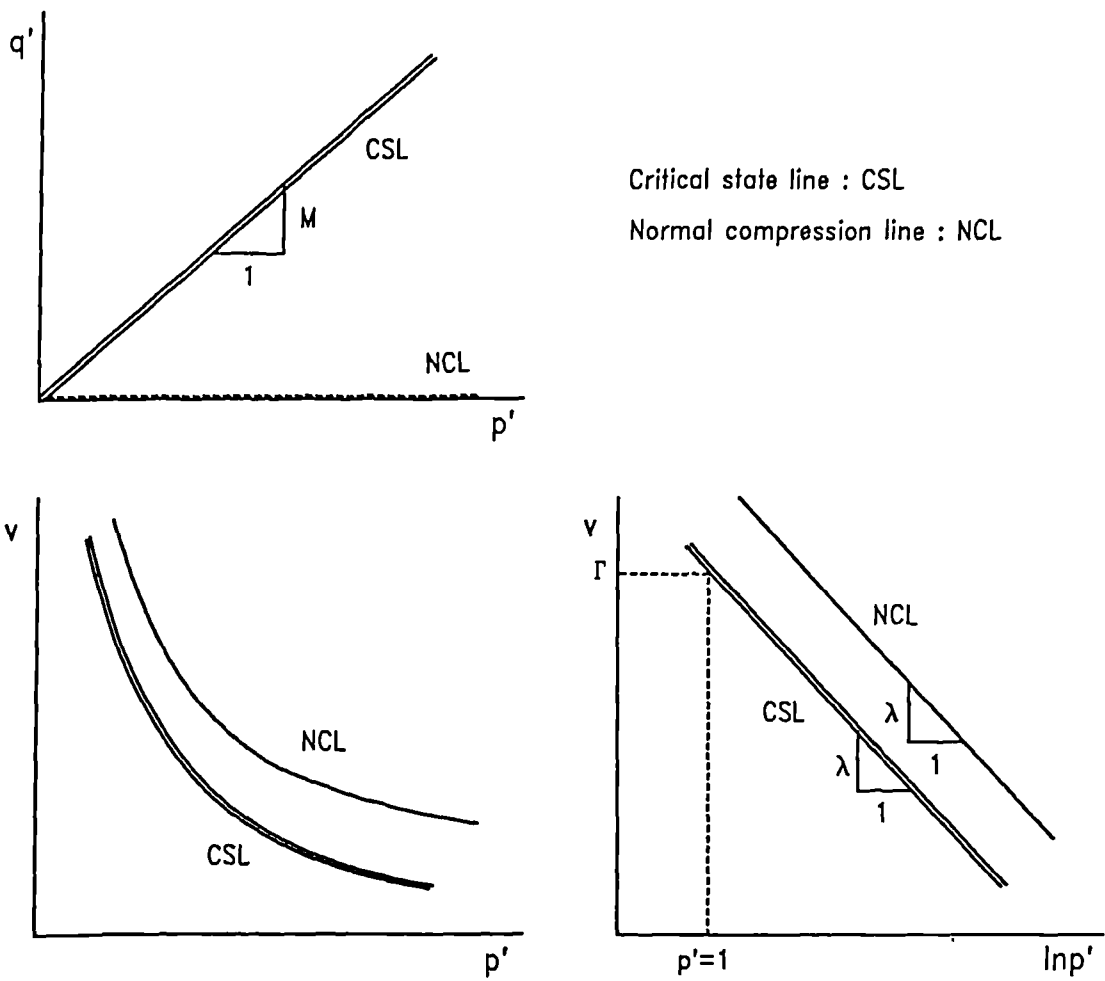 q'
CSL
M
1
NCL
p'
Critical state line : CSL
Normal compression line : NCL
v
NCL
CSL
p'
v
Γ
NCL
CSL
λ
1
λ
1
p'=1
lnp'